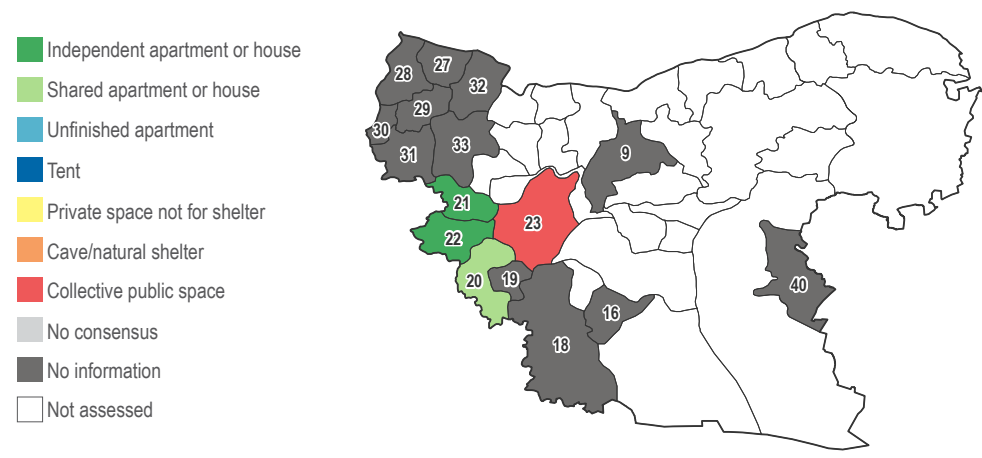 Independent apartment or house
Shared apartment or house
Unfinished apartment
Tent
Private space not for shelter
Cave/natural shelter
Collective public space
No consensus
No information
Not assessed
28
27
32
29
30
31
33
9
21
22
23
20
19
40
16
18